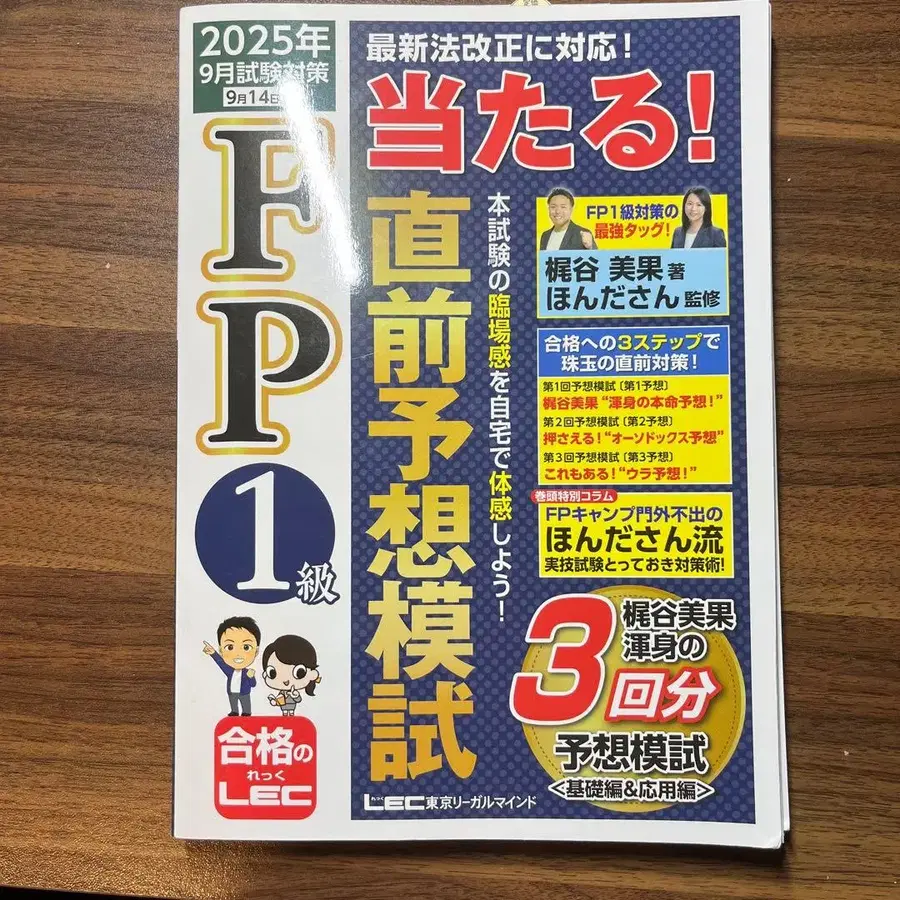 2025年
9月試験対策
9月14日
FP
1級
合格の
れっく
LEC
最新法改正に対応！
当たる！
直前予想模試
本試験の臨場感を自宅で体感しよう！
FP1級対策の
最強タッグ！
梶谷 美果 著
ほんださん 監修
合格への3ステップで
珠玉の直前対策！
第1回予想模試〔第1予想〕
梶谷美果“渾身の本命予想！”
第2回予想模試〔第2予想〕
押さえる！“オーソドックス予想”
第3回予想模試〔第3予想〕
これもある！“ウラ予想！”
巻頭特別コラム
FPキャンプ門外不出の
ほんださん流
実技試験とっておき対策術！
梶谷美果
渾身の
3回分
予想模試
＜基礎編&応用編＞
れっく
LEC東京リーガルマインド